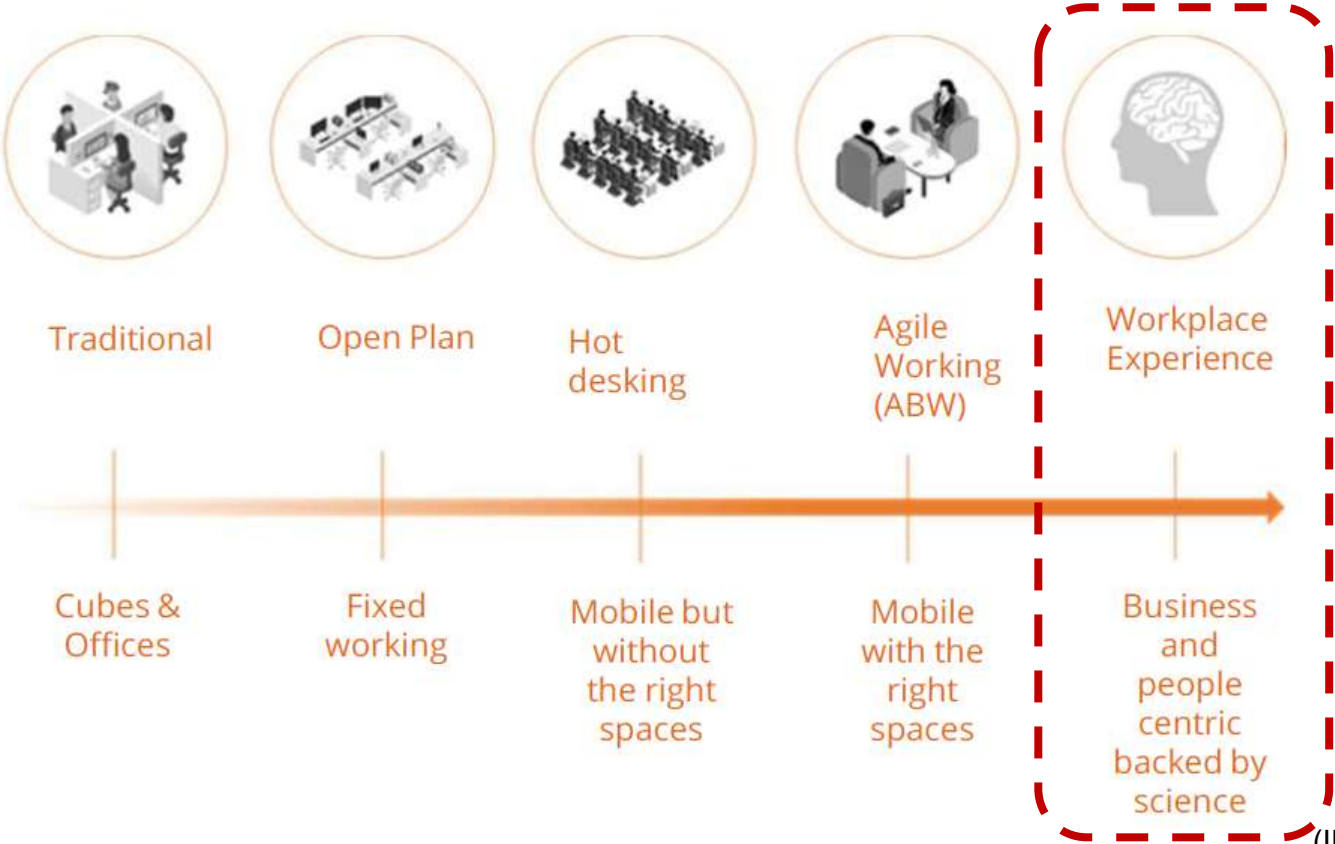 Traditional
Open Plan
Hot
desking
Agile
Working
(ABW)
Workplace
Experience
Cubes &
Offices
Fixed
working
Mobile but
without
the right
spaces
Mobile
with the
right
spaces
Business
and
people
centric
backed by
science